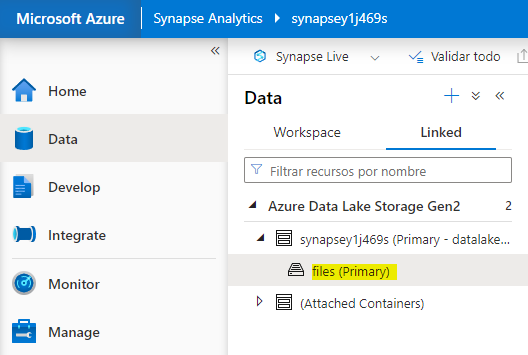 Microsoft Azure Synapse Analytics synapsey1j469s
Synapse Live Validar todo
Home
Data
Develop
Integrate
Monitor
Manage
Data
Workspace Linked
Filtrar recursos por nombre
Azure Data Lake Storage Gen2 2
synapsey1j469s (Primary - datalake...
files (Primary)
(Attached Containers)